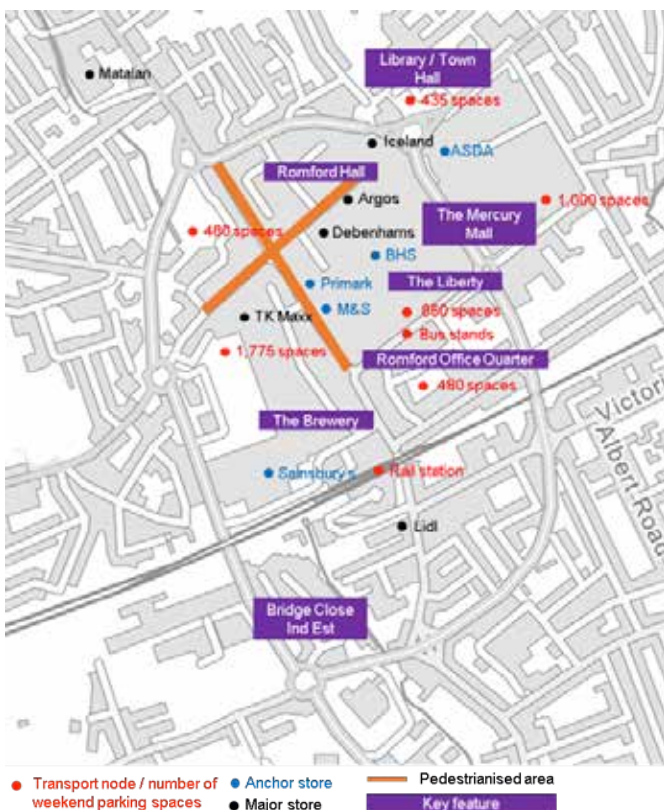 Library / Town
Hall
Matalan
435 spaces
Iceland
ASDA
Romford Hall
Argos
1,000 spaces
The Mercury
Mall
480 spaces
Debenhams
BHS
Primark
The Liberty
M&S
850 spaces
TK Maxx
Bus stands
1,775 spaces
Romford Office Quarter
480 spaces
The Brewery
Victori
Albert Road
Sainsbury s
Rail station
Lidl
Bridge Close
Ind Est
Transport node / number of
weekend parking spaces
Anchor store
Major store
Pedestrianised area
Key feature